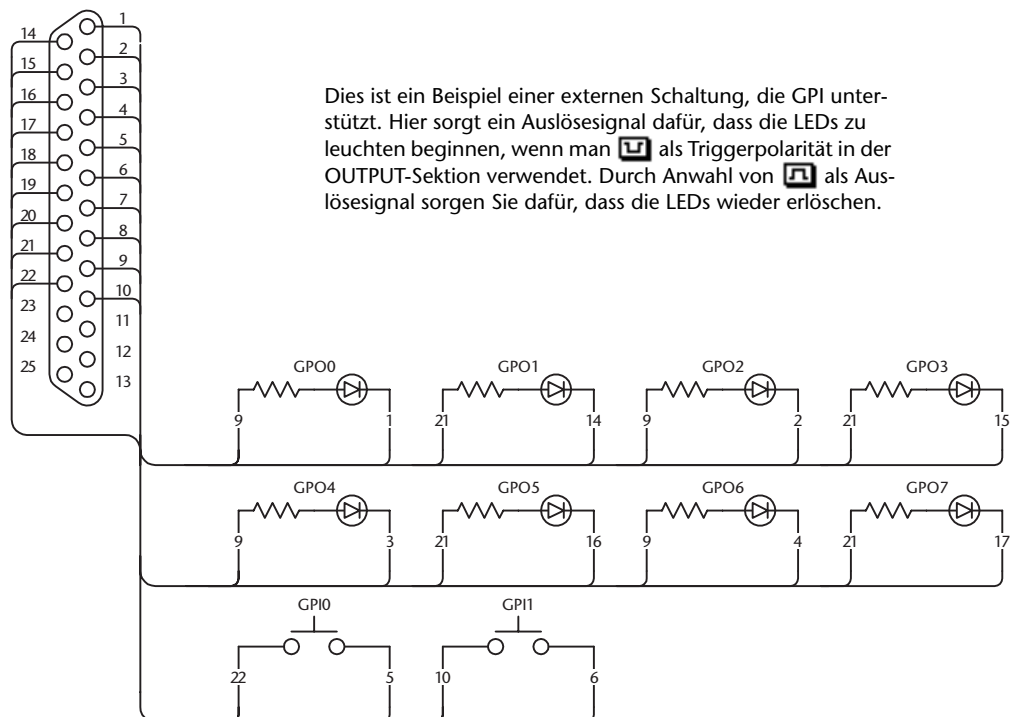 1
14
2
15
3
16
4
17
5
18
6
19
7
20
8
21
9
22
10
23
11
24
12
25
13
Dies ist ein Beispiel einer externen Schaltung, die GPI unter-
stützt. Hier sorgt ein Auslösesignal dafür, dass die LEDs zu
leuchten beginnen, wenn man als Triggerpolarität in der
OUTPUT-Sektion verwendet. Durch Anwahl von als Aus-
lösesignal sorgen Sie dafür, dass die LEDs wieder erlöschen.
GPO0 GPO1 GPO2 GPO3
9 1 21 14 9 2 21 15
GPO4 GPO5 GPO6 GPO7
9 3 21 16 9 4 21 17
GPI0 GPI1
22 5 10 6